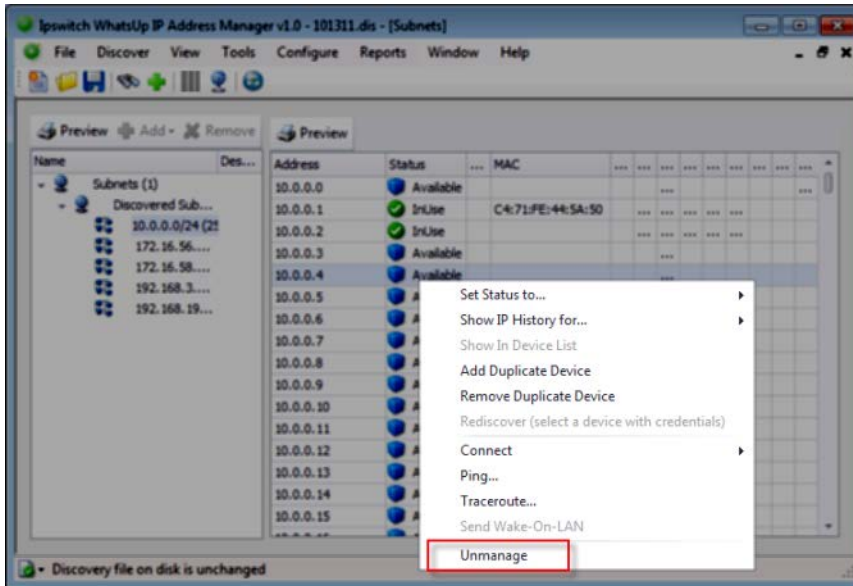 Ipswitch WhatsUp IP Address Manager v1.0 - 101311.dis - [Subnets]
File Discover View Tools Configure Reports Window Help
Preview Add Remove Preview
Name Des...
Subnets (1)
Discovered Sub...
10.0.0.0/24 (25
172.16.56....
172.16.58....
192.168.3....
192.168.19...
Address Status ... MAC ... ... ... ... ... ... ... ... ...
10.0.0.0 Available ... ...
10.0.0.1 InUse C4:71:FE:44:5A:50 ... ... ... ... ...
10.0.0.2 InUse ... ... ... ... ...
10.0.0.3 Available ...
10.0.0.4 Available ...
10.0.0.5 A
10.0.0.6 A
10.0.0.7 A
10.0.0.8 A
10.0.0.9 A
10.0.0.10 A
10.0.0.11 A
10.0.0.12 A
10.0.0.13 A
10.0.0.14 A
10.0.0.15 A
Set Status to...
Show IP History for...
Show In Device List
Add Duplicate Device
Remove Duplicate Device
Rediscover (select a device with credentials)
Connect
Ping...
Traceroute...
Send Wake-On-LAN
Unmanage
Discovery file on disk is unchanged